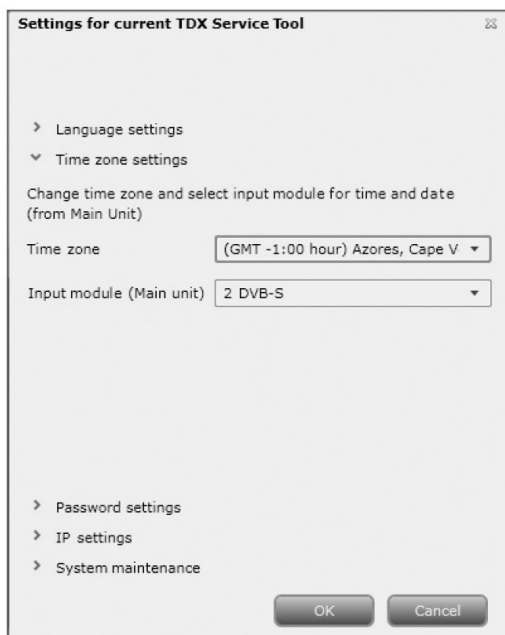 Settings for current TDX Service Tool
Language settings
Time zone settings
Change time zone and select input module for time and date
(from Main Unit)
Time zone
(GMT -1:00 hour) Azores, Cape V
Input module (Main unit)
2 DVB-S
Password settings
IP settings
System maintenance
OK
Cancel